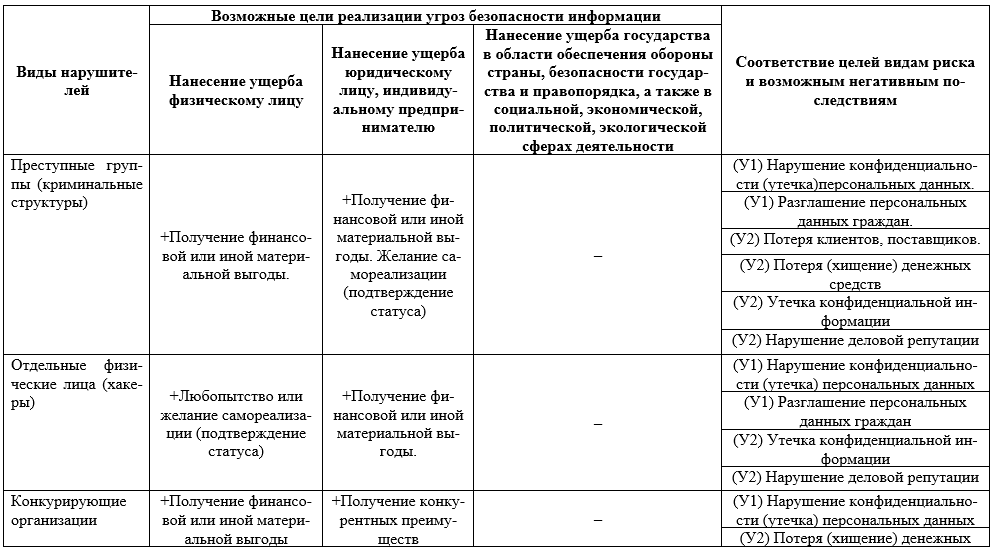 Виды нарушите-
лей
Возможные цели реализации угроз безопасности информации
Нанесение ущерба
физическому лицу
Нанесение ущерба
юридическому
лицу, индивиду-
альному предпри-
нимателю
Нанесение ущерба государства
в области обеспечения обороны
страны, безопасности государ-
ства и правопорядка, а также в
социальной, экономической,
политической, экологической
сферах деятельности
Соответствие целей видам риска
и возможным негативным по-
следствиям
Преступные груп-
пы (криминальные
структуры)
+Получение финансо-
вой или иной матери-
альной выгоды.
+Получение фи-
нансовой или иной
материальной вы-
годы. Желание са-
мореализации
(подтверждение
статуса)
–
(У1) Нарушение конфиденциально-
сти (утечка)персональных данных.
(У1) Разглашение персональных
данных граждан.
(У2) Потеря клиентов, поставщиков.
(У2) Потеря (хищение) денежных
средств
(У2) Утечка конфиденциальной ин-
формации
(У2) Нарушение деловой репутации
Отдельные физи-
ческие лица (хаке-
ры)
+Любопытство или
желание самореализа-
ции (подтверждение
статуса)
+Получение фи-
нансовой или иной
материальной вы-
годы.
–
(У1) Нарушение конфиденциально-
сти (утечка) персональных данных
(У1) Разглашение персональных
данных граждан
(У2) Утечка конфиденциальной ин-
формации
(У2) Нарушение деловой репутации
Конкурирующие
организации
+Получение финансо-
вой или иной матери-
альной выгоды
+Получение конку-
рентных преиму-
ществ
–
(У1) Нарушение конфиденциально-
сти (утечка) персональных данных
(У2) Потеря (хищение) денежных